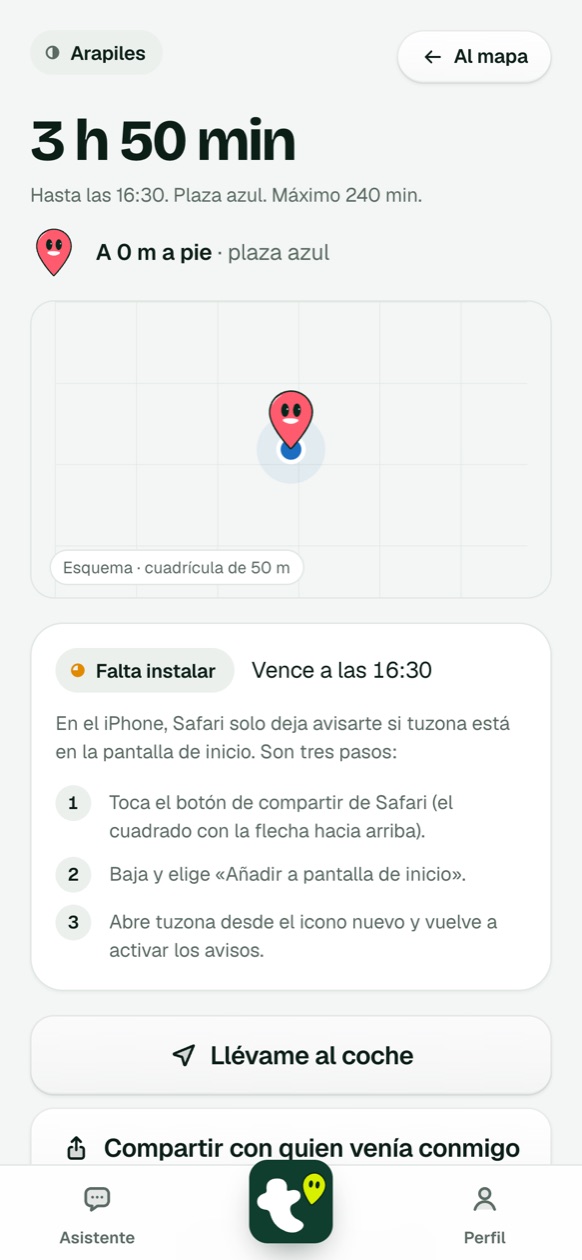 Arapiles
Al mapa
3 h 50 min
Hasta las 16:30. Plaza azul. Máximo 240 min.
A 0 m a pie · plaza azul
Esquema · cuadrícula de 50 m
Falta instalar
Vence a las 16:30
En el iPhone, Safari solo deja avisarte si tuzona está
en la pantalla de inicio. Son tres pasos:
1
Toca el botón de compartir de Safari (el
cuadrado con la flecha hacia arriba).
2
Baja y elige «Añadir a pantalla de inicio».
3
Abre tuzona desde el icono nuevo y vuelve a
activar los avisos.
Llévame al coche
Compartir con quien venía conmigo
Asistente
Perfil